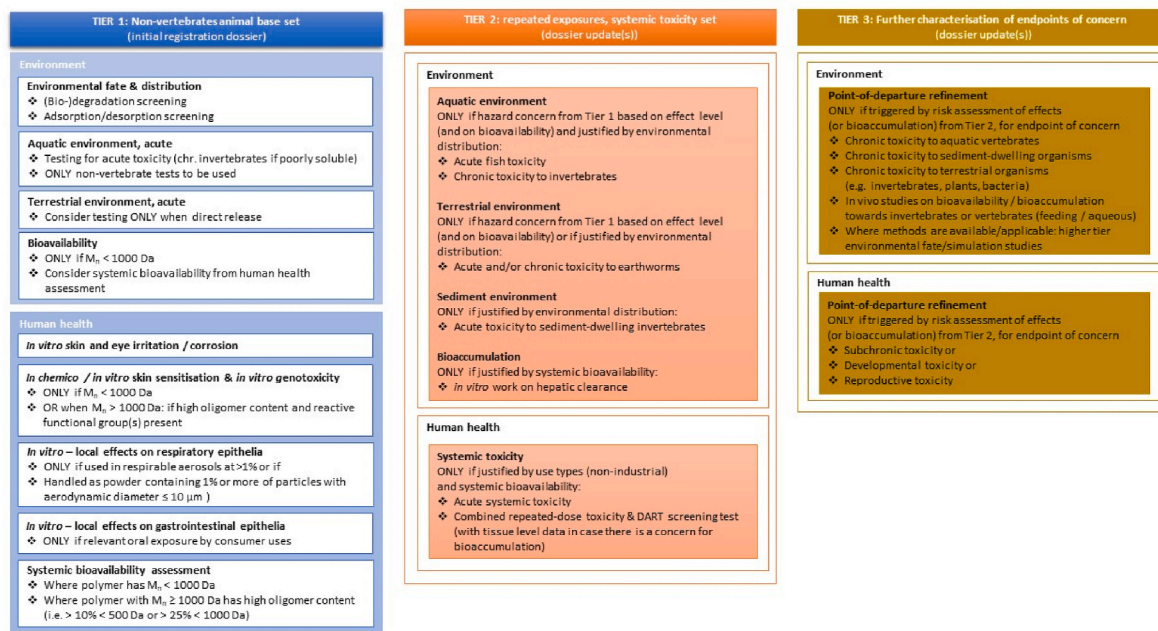 TIER 1: Non-vertebrates animal base set
(initial registration dossier)
Environment
Environmental fate & distribution
❖ (Bio-)degradation screening
❖ Adsorption/desorption screening
Aquatic environment, acute
❖ Testing for acute toxicity (chr. invertebrates if poorly soluble)
❖ ONLY non-vertebrate tests to be used
Terrestrial environment, acute
❖ Consider testing ONLY when direct release
Bioavailability
❖ ONLY if Mn < 1000 Da
❖ Consider systemic bioavailability from human health
assessment
Human health
In vitro skin and eye irritation / corrosion
In chemico / in vitro skin sensitisation & in vitro genotoxicity
❖ ONLY if Mn < 1000 Da
❖ OR when Mn > 1000 Da: if high oligomer content and reactive
functional group(s) present
In vitro – local effects on respiratory epithelia
❖ ONLY if used in respirable aerosols at >1% or if
❖ Handled as powder containing 1% or more of particles with
aerodynamic diameter ≤ 10 µm )
In vitro – local effects on gastrointestinal epithelia
❖ ONLY if relevant oral exposure by consumer uses
Systemic bioavailability assessment
❖ Where polymer has Mn < 1000 Da
❖ Where polymer with Mn ≥ 1000 Da has high oligomer content
(i.e. > 10% < 500 Da or > 25% < 1000 Da)
TIER 2: repeated exposures, systemic toxicity set
(dossier update(s))
Environment
Aquatic environment
ONLY if hazard concern from Tier 1 based on effect level
(and on bioavailability) and justified by environmental
distribution:
❖ Acute fish toxicity
❖ Chronic toxicity to invertebrates
Terrestrial environment
ONLY if hazard concern from Tier 1 based on effect level
(and on bioavailability) or if justified by environmental
distribution:
❖ Acute and/or chronic toxicity to earthworms
Sediment environment
ONLY if justified by environmental distribution:
❖ Acute toxicity to sediment-dwelling invertebrates
Bioaccumulation
ONLY if justified by systemic bioavailability:
❖ in vitro work on hepatic clearance
Human health
Systemic toxicity
ONLY if justified by use types (non-industrial)
and systemic bioavailability:
❖ Acute systemic toxicity
❖ Combined repeated-dose toxicity & DART screening test
(with tissue level data in case there is a concern for
bioaccumulation)
TIER 3: Further characterisation of endpoints of concern
(dossier update(s))
Environment
Point-of-departure refinement
ONLY if triggered by risk assessment of effects
(or bioaccumulation) from Tier 2, for endpoint of concern
❖ Chronic toxicity to aquatic vertebrates
❖ Chronic toxicity to sediment-dwelling organisms
❖ Chronic toxicity to terrestrial organisms
(e.g. invertebrates, plants, bacteria)
❖ In vivo studies on bioavailability / bioaccumulation
towards invertebrates or vertebrates (feeding / aqueous)
❖ Where methods are available/applicable: higher tier
environmental fate/simulation studies
Human health
Point-of-departure refinement
ONLY if triggered by risk assessment of effects
(or bioaccumulation) from Tier 2, for endpoint of concern
❖ Subchronic toxicity or
❖ Developmental toxicity or
❖ Reproductive toxicity